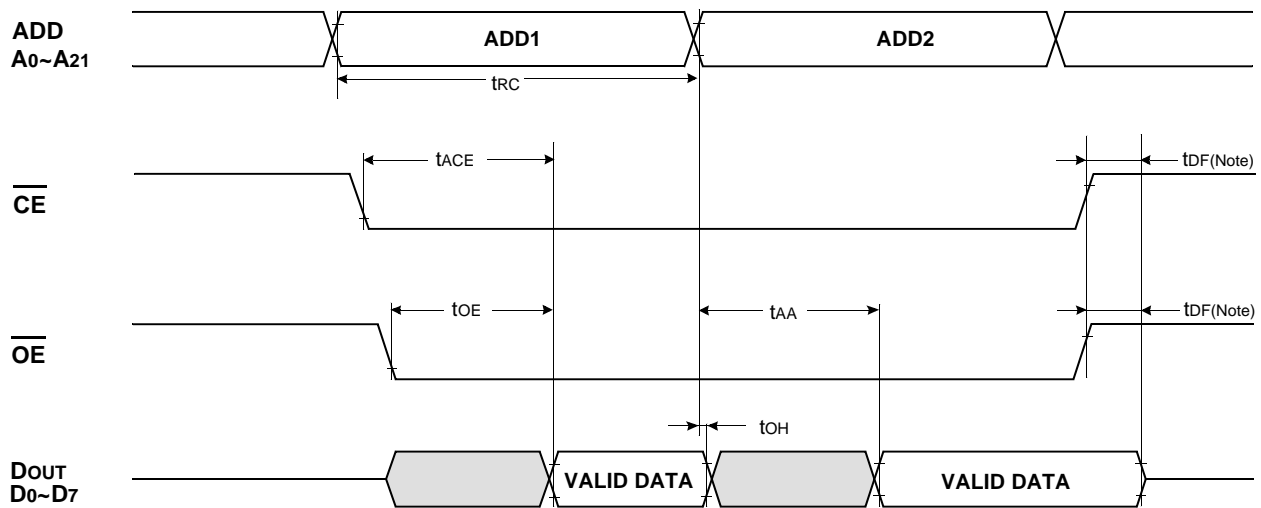 ADD
A0~A21
ADD1
ADD2
tRC
tACE
tDF(Note)
CE
tOE
tAA
tDF(Note)
OE
tOH
DOUT
D0~D7
VALID DATA
VALID DATA